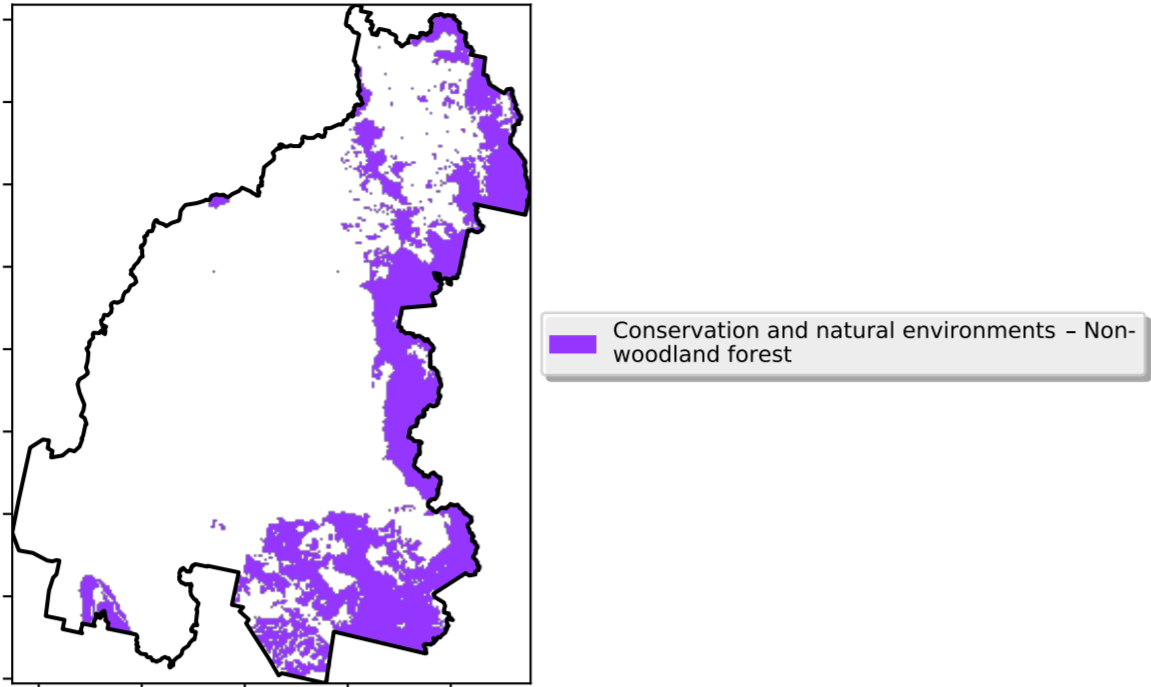 Conservation and natural environments – Non-
woodland forest